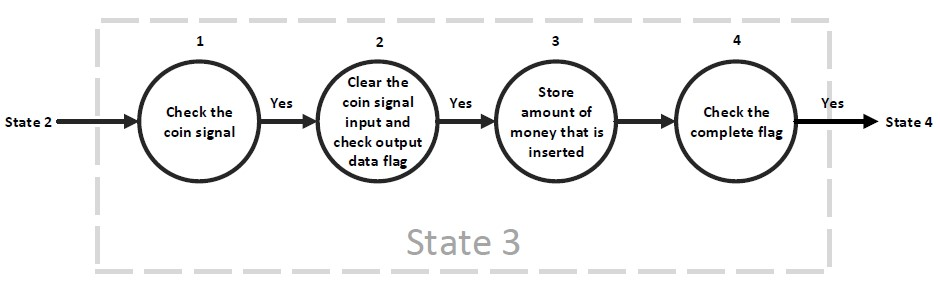 1
2
3
4
State 2
Check the
coin signal
Yes
Clear the
coin signal
input and
check output
data flag
Yes
Store
amount of
money that is
inserted
Check the
complete flag
Yes
State 4
State 3